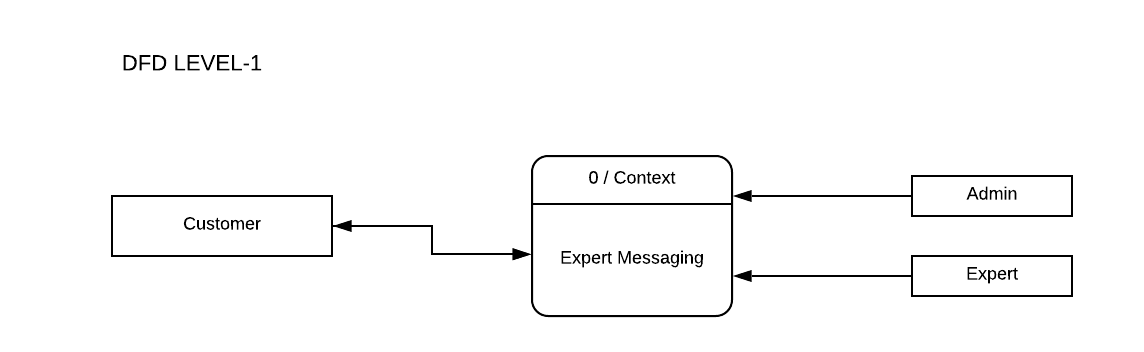 DFD LEVEL-1
0 / Context
Customer
Expert Messaging
Admin
Expert